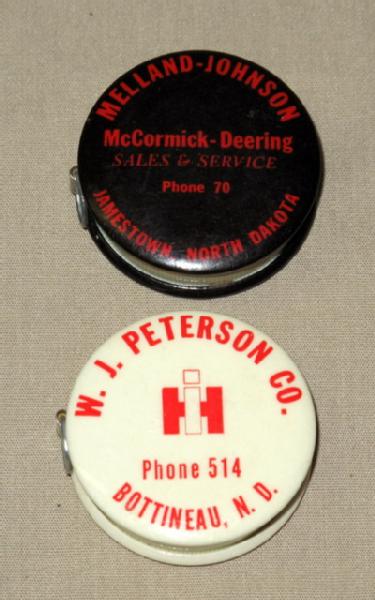 MELLAND-JOHNSON
McCormick-Deering
SALES & SERVICE
Phone 70
JAMESTOWN, NORTH DAKOTA
W. J. PETERSON CO.
IH
Phone 514
BOTTINEAU, N. D.